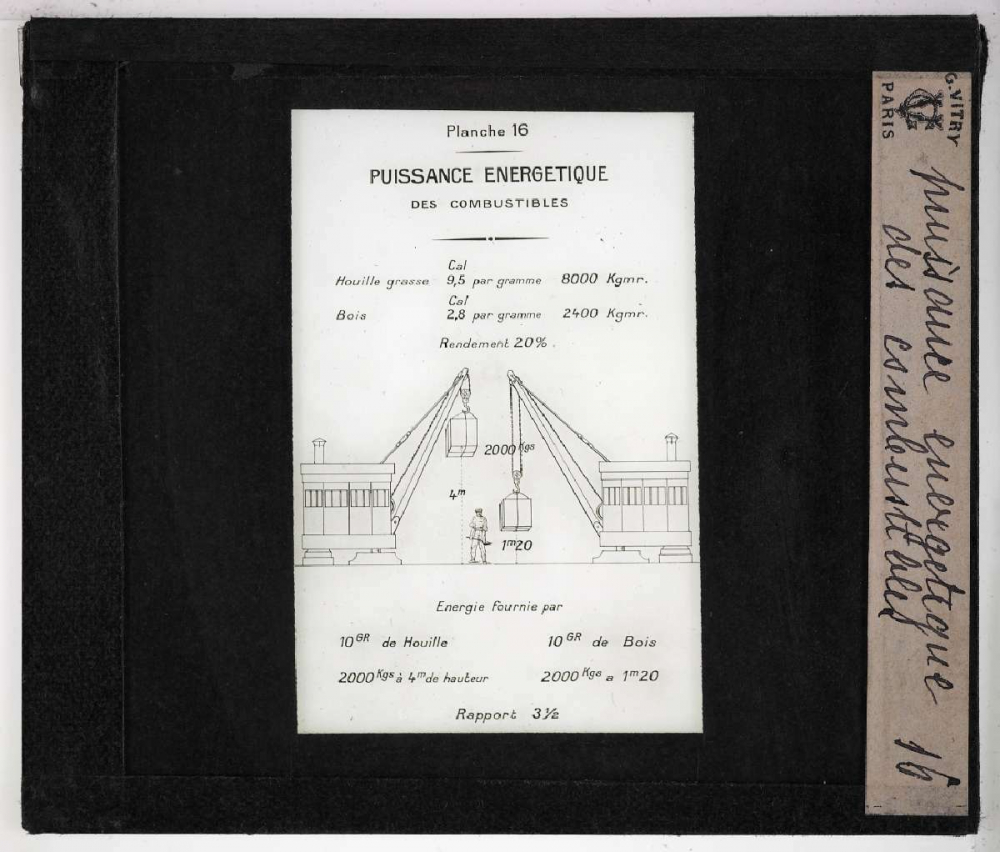 Planche 16
PUISSANCE ENERGETIQUE
DES COMBUSTIBLES
Cal
Houille grasse 9,5 par gramme 8000 Kgmr.
Cal
Bois 2,8 par gramme 2400 Kgmr.
Rendement 20%.
2000 Kgs
4m
1m20
Energie fournie par
10GR de Houille 10GR de Bois
2000Kgs à 4m de hauteur 2000Kgs a 1m20
Rapport 3½
G. VITRY
PARIS
puissance energetique
des combustibles
16